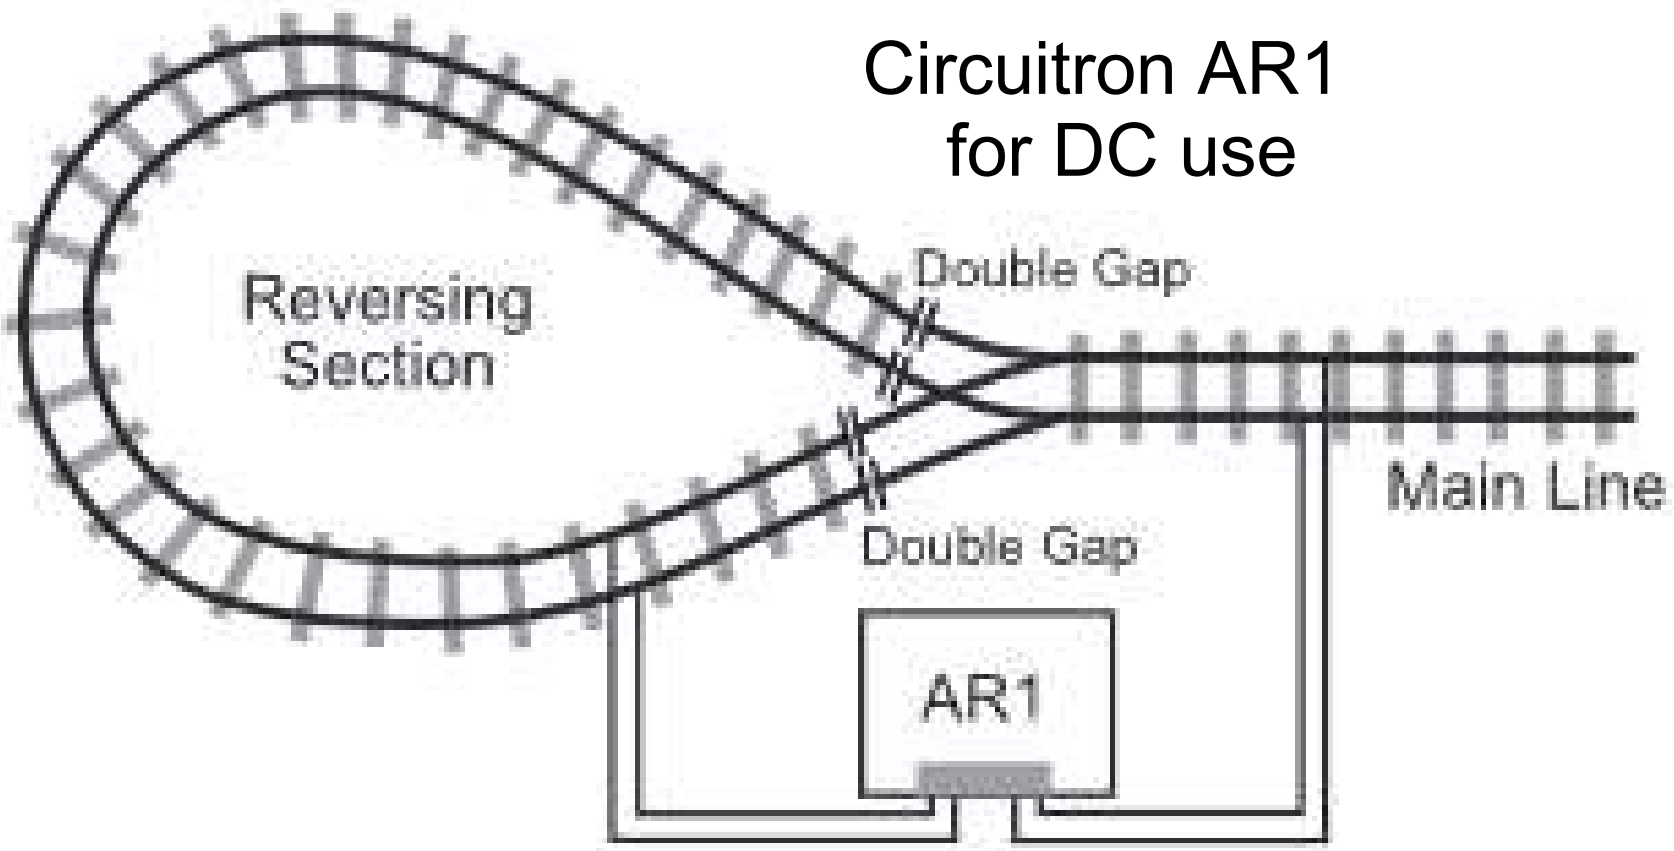 Circuitron AR1
for DC use
Double Gap
Reversing
Section
Main Line
Double Gap
AR1